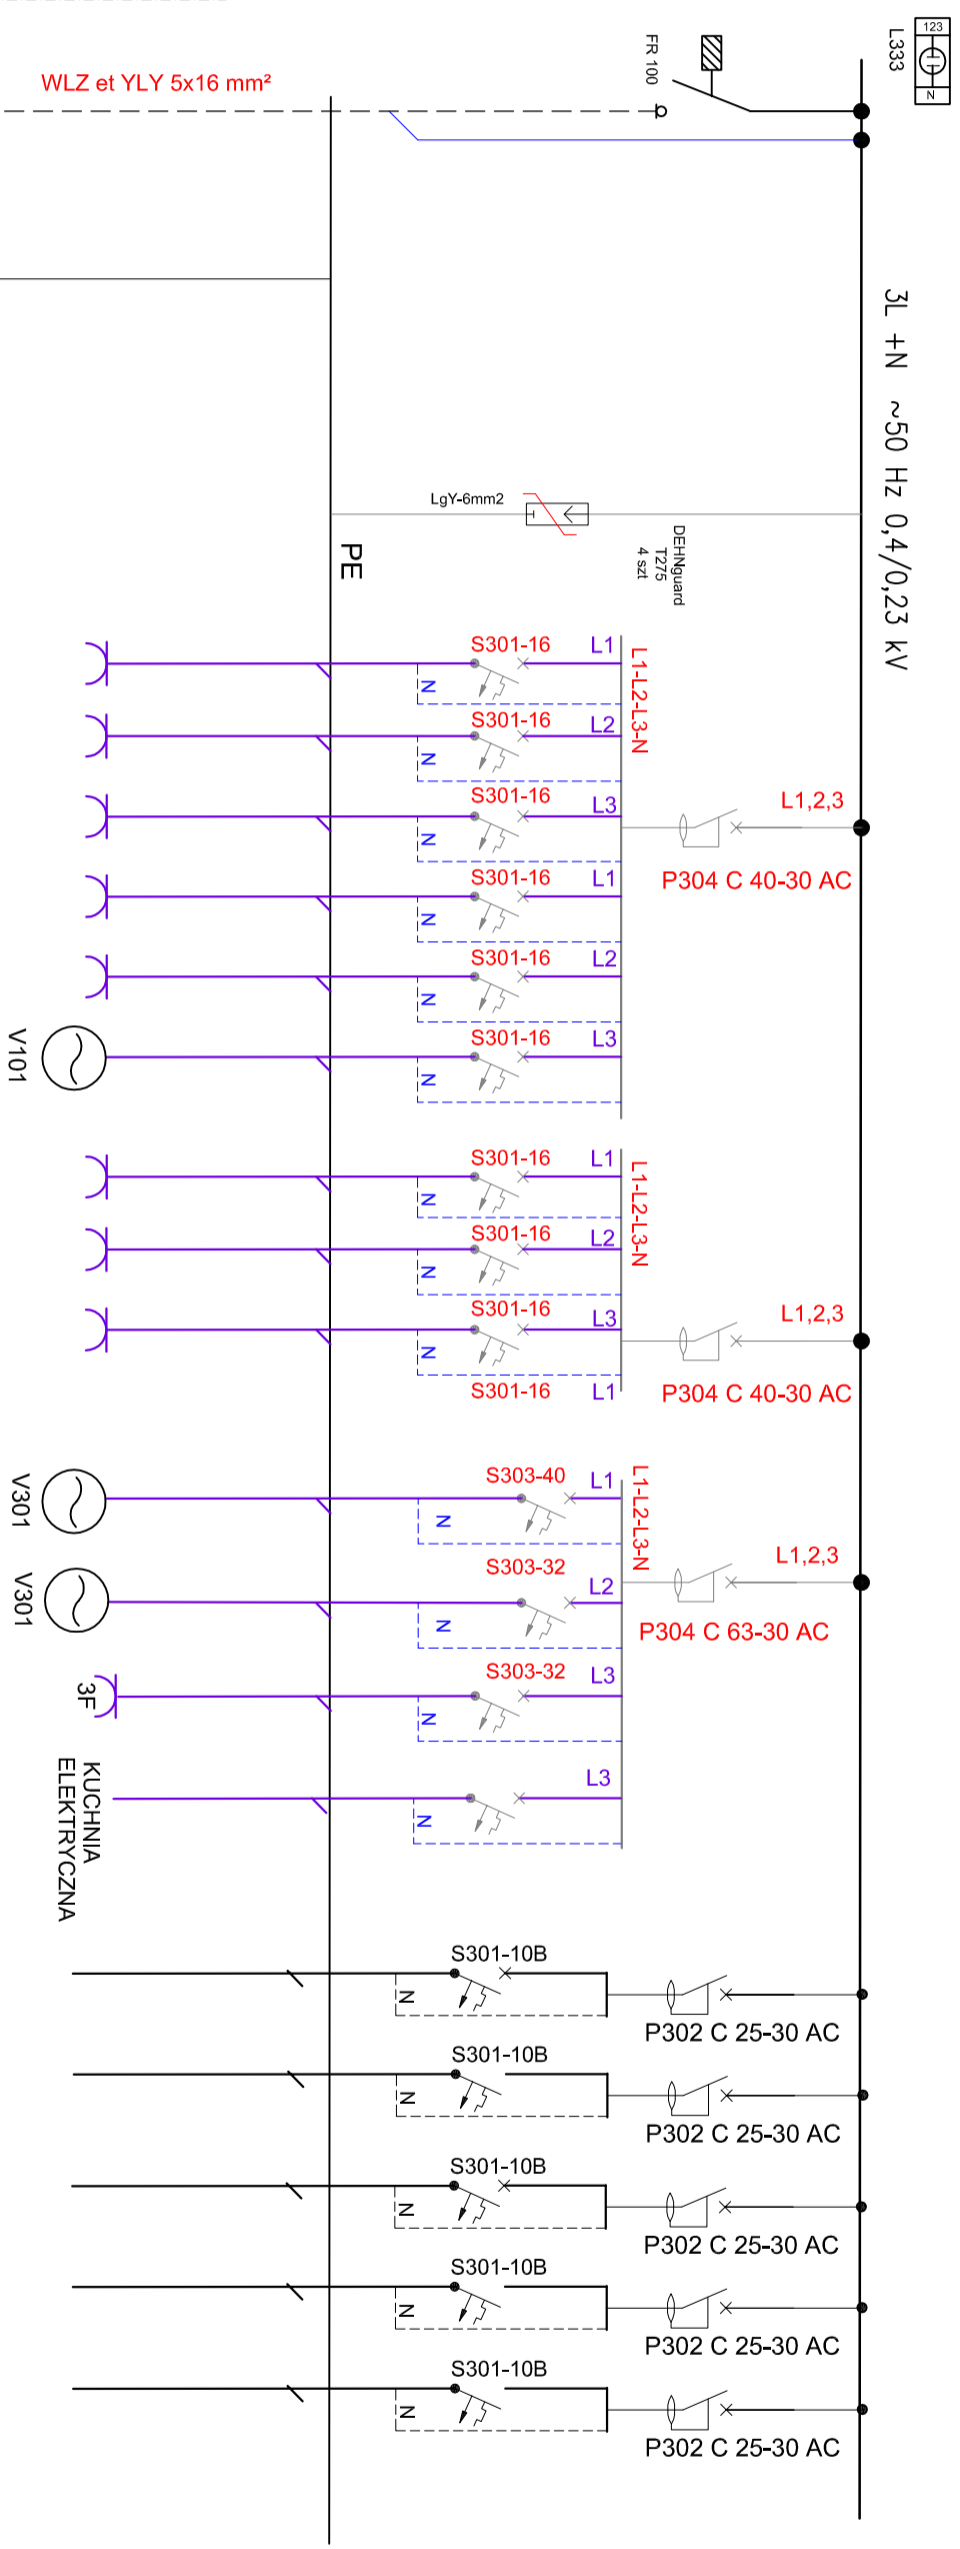 123
N
L333
FR 100
WLZ et YLY 5x16 mm²
3L +N ~50 Hz 0,4/0,23 kV
LgY-6mm2
DEHNguard
T275
4 szt
PE
S301-16
L1
L1-L2-L3-N
N
S301-16
L2
N
S301-16
L3
L1,2,3
N
P304 C 40-30 AC
S301-16
L1
N
S301-16
L2
N
S301-16
L3
N
V101
S301-16
L1
L1-L2-L3-N
N
S301-16
L2
N
S301-16
L3
L1,2,3
N
S301-16
L1
P304 C 40-30 AC
S303-40
L1
L1-L2-L3-N
N
V301
S303-32
L2
L1,2,3
N
V301
P304 C 63-30 AC
S303-32
L3
N
3F
L3
N
KUCHNIA
ELEKTRYCZNA
S301-10B
N
P302 C 25-30 AC
S301-10B
N
P302 C 25-30 AC
S301-10B
N
P302 C 25-30 AC
S301-10B
N
P302 C 25-30 AC
S301-10B
N
P302 C 25-30 AC